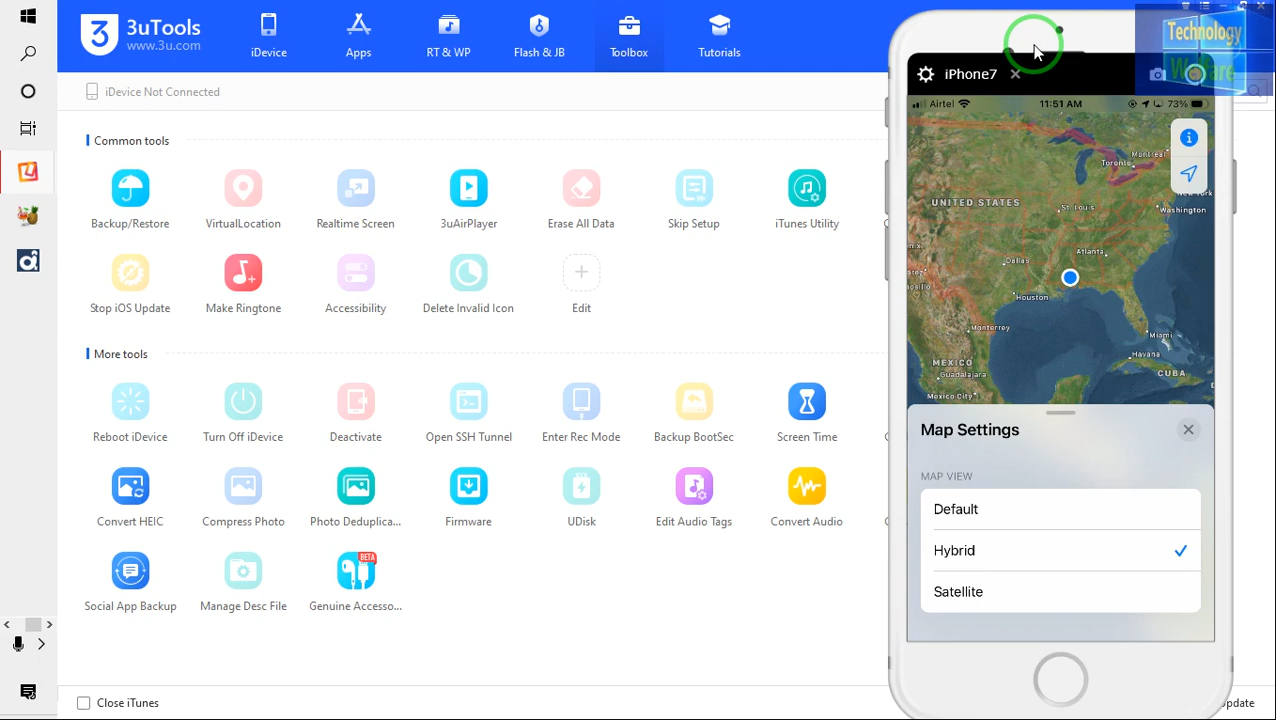 3uTools
www.3u.com
3
iDevice
Apps
RT & WP
Flash & JB
Toolbox
Tutorials
Technology
Welfare
iDevice Not Connected
Common tools
Backup/Restore
VirtualLocation
Realtime Screen
3uAirPlayer
Erase All Data
Skip Setup
iTunes Utility
Stop iOS Update
Make Ringtone
Accessibility
Delete Invalid Icon
Edit
More tools
Reboot iDevice
Turn Off iDevice
Deactivate
Open SSH Tunnel
Enter Rec Mode
Backup BootSec
Screen Time
Convert HEIC
Compress Photo
Photo Deduplica...
Firmware
UDisk
Edit Audio Tags
Convert Audio
BETA
Social App Backup
Manage Desc File
Genuine Accesso...
Close iTunes
iPhone7
Airtel
11:51 AM
73%
Toronto
Montreal
UNITED STATES
St. Louis
Washington
Atlanta
Dallas
Houston
Monterrey
Miami
Havana
MEXICO
CUBA
Guadalajara
Mexico City
Map Settings
MAP VIEW
Default
Hybrid
Satellite